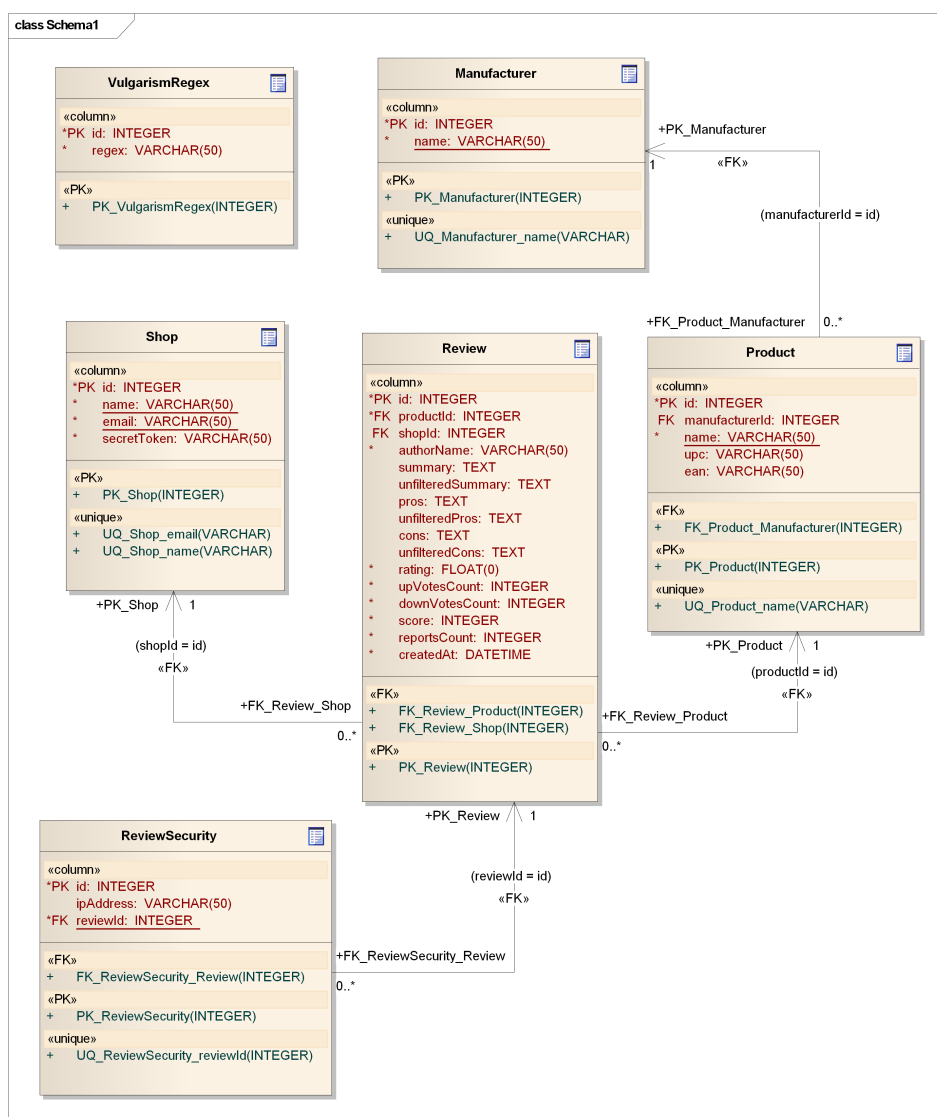 class Schema1
VulgarismRegex
«column»
*PK id: INTEGER
* regex: VARCHAR(50)
«PK»
+ PK_VulgarismRegex(INTEGER)
Manufacturer
«column»
*PK id: INTEGER
* name: VARCHAR(50)
«PK»
+ PK_Manufacturer(INTEGER)
«unique»
+ UQ_Manufacturer_name(VARCHAR)
+PK_Manufacturer
1
«FK»
(manufacturerId = id)
+FK_Product_Manufacturer
0..*
Shop
«column»
*PK id: INTEGER
* name: VARCHAR(50)
* email: VARCHAR(50)
* secretToken: VARCHAR(50)
«PK»
+ PK_Shop(INTEGER)
«unique»
+ UQ_Shop_email(VARCHAR)
+ UQ_Shop_name(VARCHAR)
+PK_Shop
1
(shopId = id)
«FK»
+FK_Review_Shop
0..*
Review
«column»
*PK id: INTEGER
*FK productId: INTEGER
FK shopId: INTEGER
* authorName: VARCHAR(50)
summary: TEXT
unfilteredSummary: TEXT
pros: TEXT
unfilteredPros: TEXT
cons: TEXT
unfilteredCons: TEXT
* rating: FLOAT(0)
* upVotesCount: INTEGER
* downVotesCount: INTEGER
* score: INTEGER
* reportsCount: INTEGER
* createdAt: DATETIME
«FK»
+ FK_Review_Product(INTEGER)
+ FK_Review_Shop(INTEGER)
«PK»
+ PK_Review(INTEGER)
Product
«column»
*PK id: INTEGER
FK manufacturerId: INTEGER
* name: VARCHAR(50)
upc: VARCHAR(50)
ean: VARCHAR(50)
«FK»
+ FK_Product_Manufacturer(INTEGER)
«PK»
+ PK_Product(INTEGER)
«unique»
+ UQ_Product_name(VARCHAR)
+PK_Product
1
(productId = id)
«FK»
+FK_Review_Product
0..*
+PK_Review
1
(reviewId = id)
«FK»
+FK_ReviewSecurity_Review
0..*
ReviewSecurity
«column»
*PK id: INTEGER
ipAddress: VARCHAR(50)
*FK reviewId: INTEGER
«FK»
+ FK_ReviewSecurity_Review(INTEGER)
«PK»
+ PK_ReviewSecurity(INTEGER)
«unique»
+ UQ_ReviewSecurity_reviewId(INTEGER)